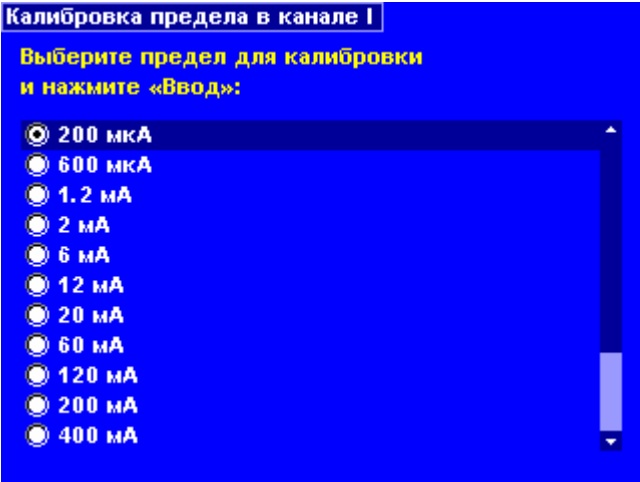 Калибровка предела в канале I
Выберите предел для калибровки
и нажмите «Ввод»:
200 мкА
600 мкА
1.2 мА
2 мА
6 мА
12 мА
20 мА
60 мА
120 мА
200 мА
400 мА